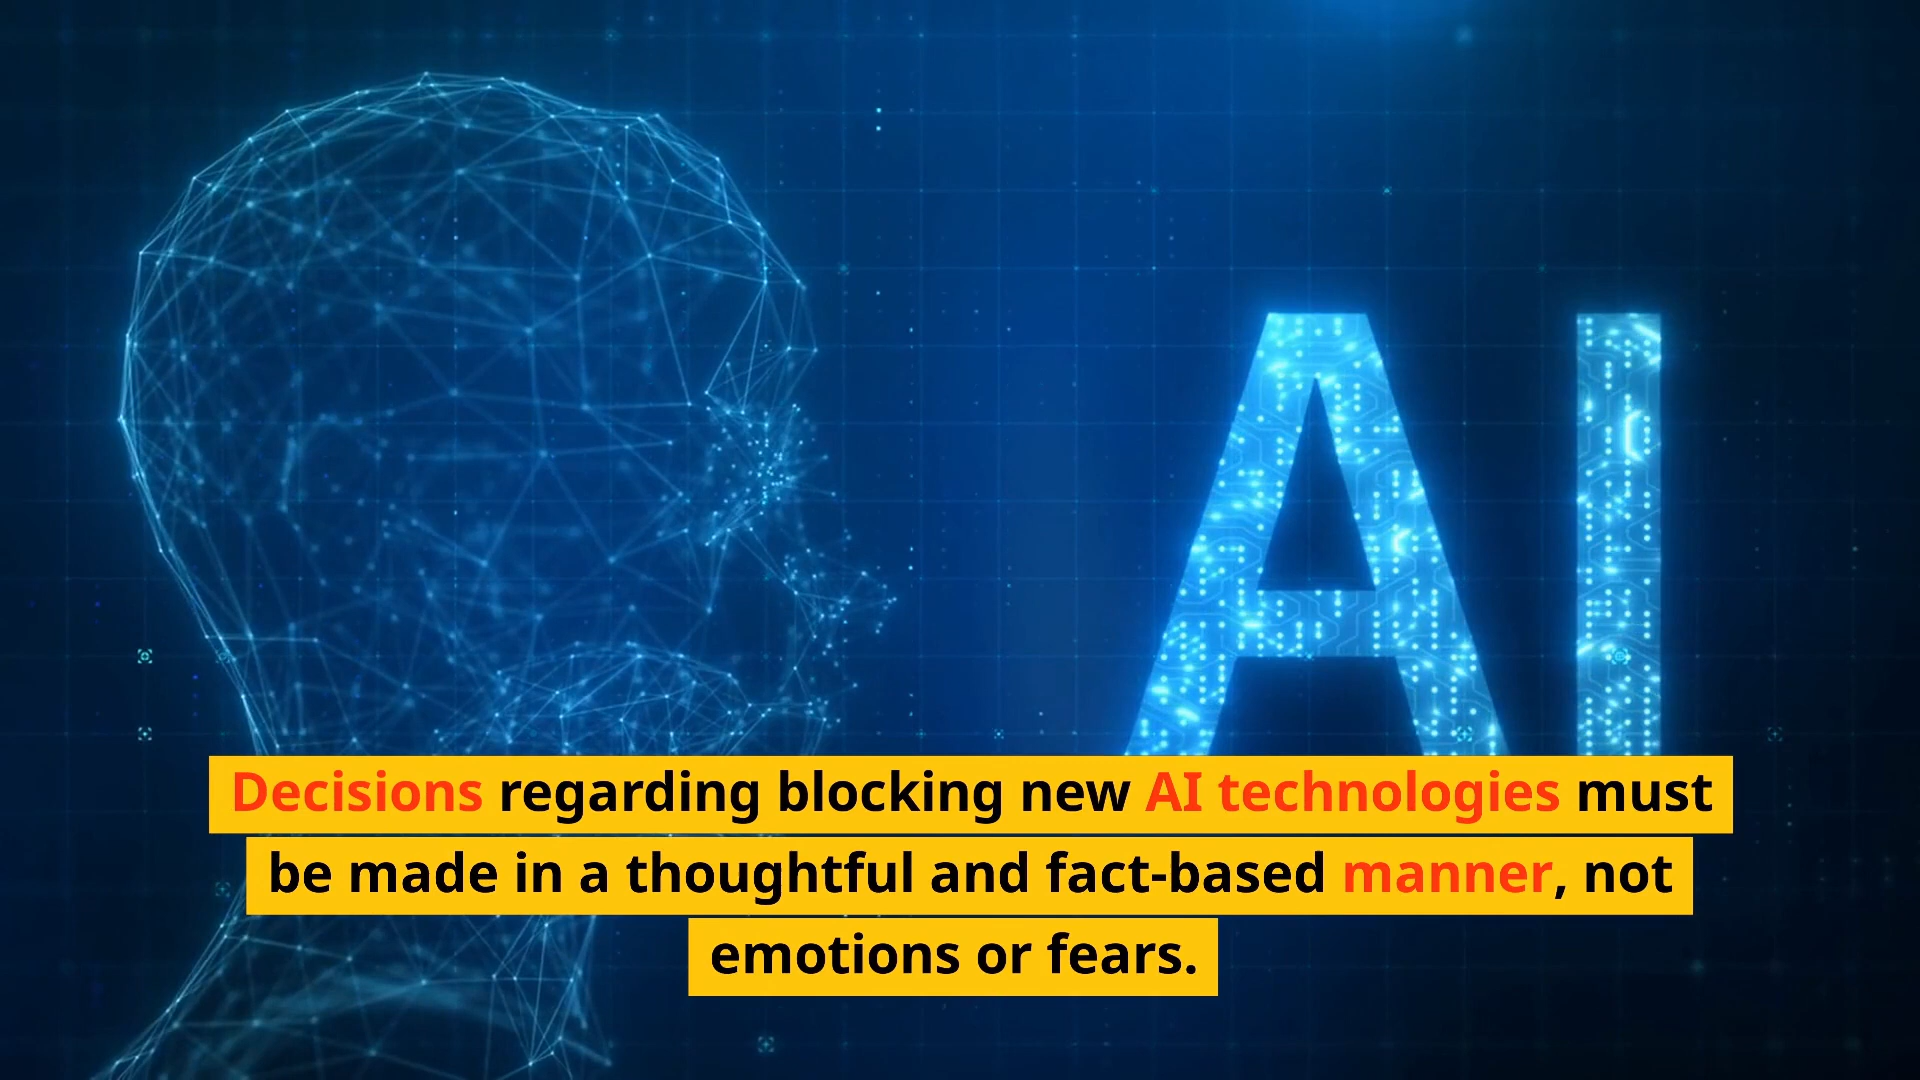 AI
Decisions regarding blocking new AI technologies must
be made in a thoughtful and fact-based manner, not
emotions or fears.